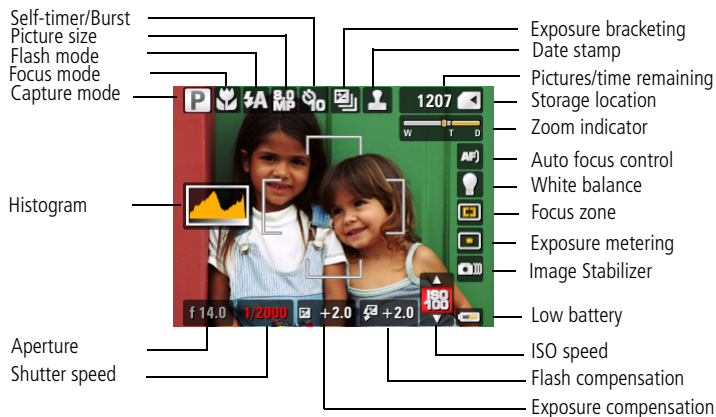 Self-timer/Burst
Picture size
Flash mode
Focus mode
Capture mode
Exposure bracketing
Date stamp
Pictures/time remaining
Storage location
Zoom indicator
P
A
8.0
MP
10
1207
W T D
AF
Auto focus control
White balance
Focus zone
Exposure metering
Image Stabilizer
Histogram
f 14.0
1/2000
+2.0
+2.0
ISO
100
Low battery
ISO speed
Flash compensation
Exposure compensation
Aperture
Shutter speed